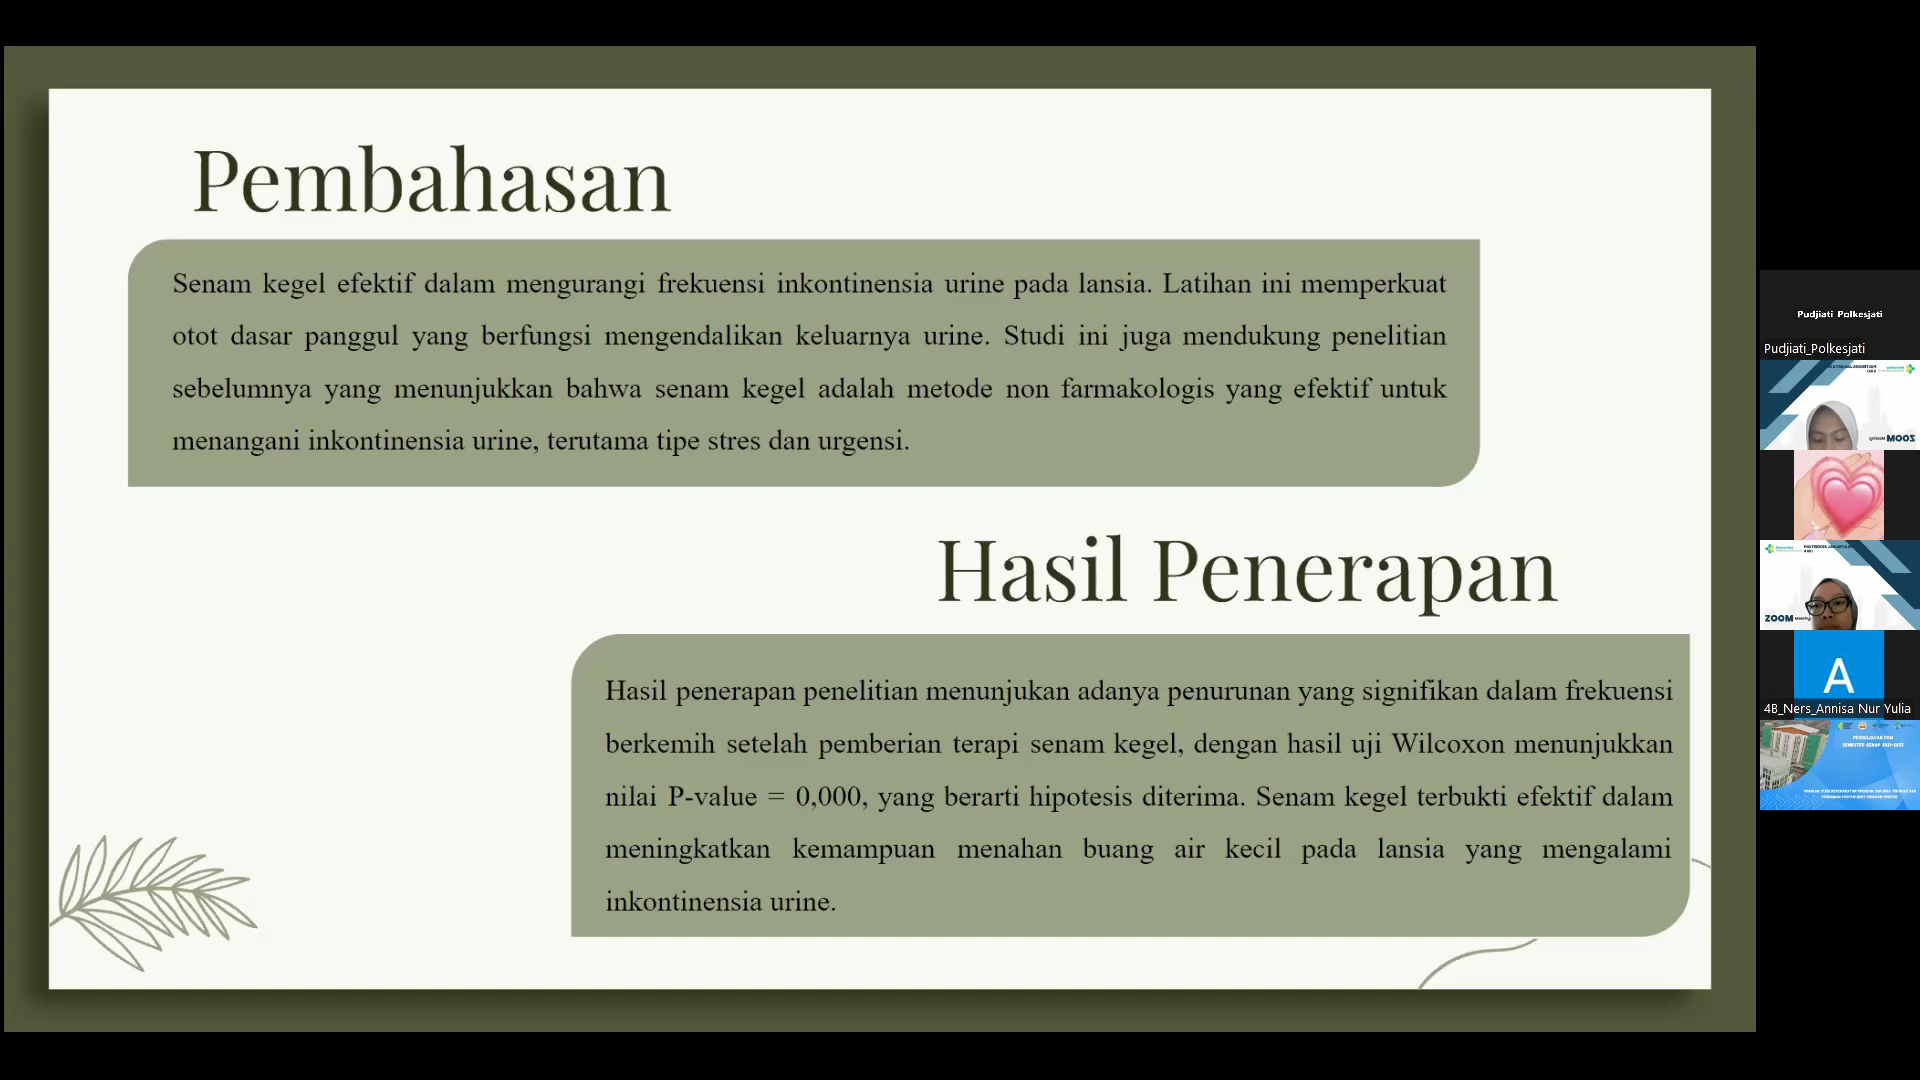 Pembahasan
Senam kegel efektif dalam mengurangi frekuensi inkontinensia urine pada lansia. Latihan ini memperkuat
otot dasar panggul yang berfungsi mengendalikan keluarnya urine. Studi ini juga mendukung penelitian
sebelumnya yang menunjukkan bahwa senam kegel adalah metode non farmakologis yang efektif untuk
menangani inkontinensia urine, terutama tipe stres dan urgensi.
Hasil Penerapan
Hasil penerapan penelitian menunjukan adanya penurunan yang signifikan dalam frekuensi
berkemih setelah pemberian terapi senam kegel, dengan hasil uji Wilcoxon menunjukkan
nilai P-value = 0,000, yang berarti hipotesis diterima. Senam kegel terbukti efektif dalam
meningkatkan kemampuan menahan buang air kecil pada lansia yang mengalami
inkontinensia urine.
Pudjiati Polkesjati
Pudjiati_Polkesjati
ZOOM
ZOOM
A
4B_Ners_Annisa Nur Yulia